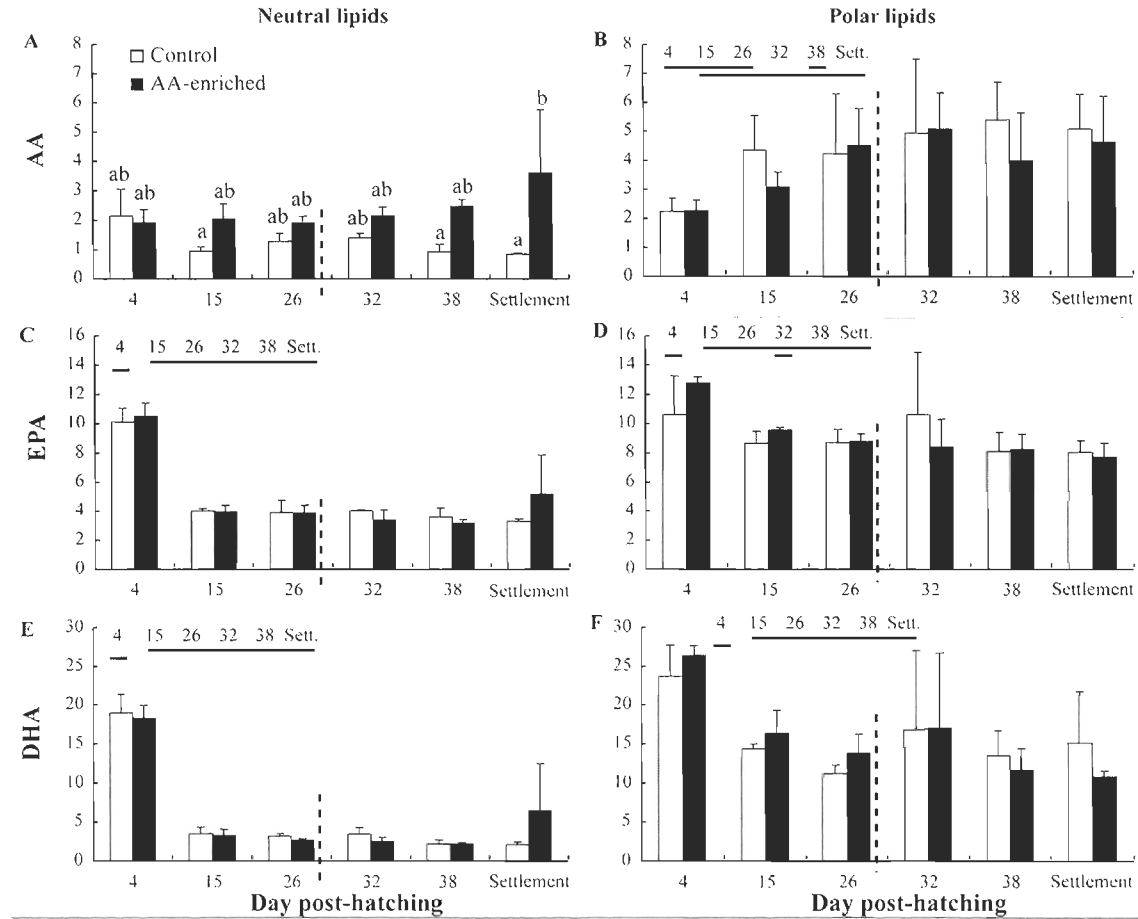 Neutral lipids
Polar lipids
A
Control
AA-enriched
AA
8
7
6
5
4
3
2
1
0
ab
ab
a
ab
ab
ab
ab
ab
a
ab
a
b
4 15 26 32 38 Settlement
B
4 15 26 32 38 Sett.
8
7
6
5
4
3
2
1
0
4 15 26 32 38 Settlement
C
4 15 26 32 38 Sett.
EPA
16
14
12
10
8
6
4
2
0
4 15 26 32 38 Settlement
D
4 15 26 32 38 Sett.
16
14
12
10
8
6
4
2
0
4 15 26 32 38 Settlement
E
4 15 26 32 38 Sett.
DHA
30
25
20
15
10
5
0
4 15 26 32 38 Settlement
Day post-hatching
F
4 15 26 32 38 Sett.
30
25
20
15
10
5
0
4 15 26 32 38 Settlement
Day post-hatching